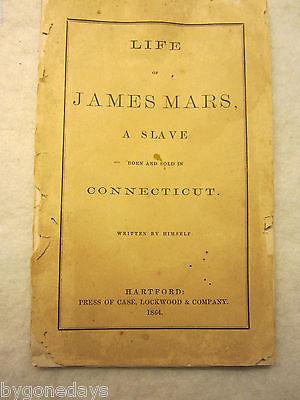 LIFE
OF
JAMES MARS,
A SLAVE
BORN AND SOLD IN
CONNECTICUT.
WRITTEN BY HIMSELF.
HARTFORD:
PRESS OF CASE, LOCKWOOD & COMPANY.
1864.
bygonedays